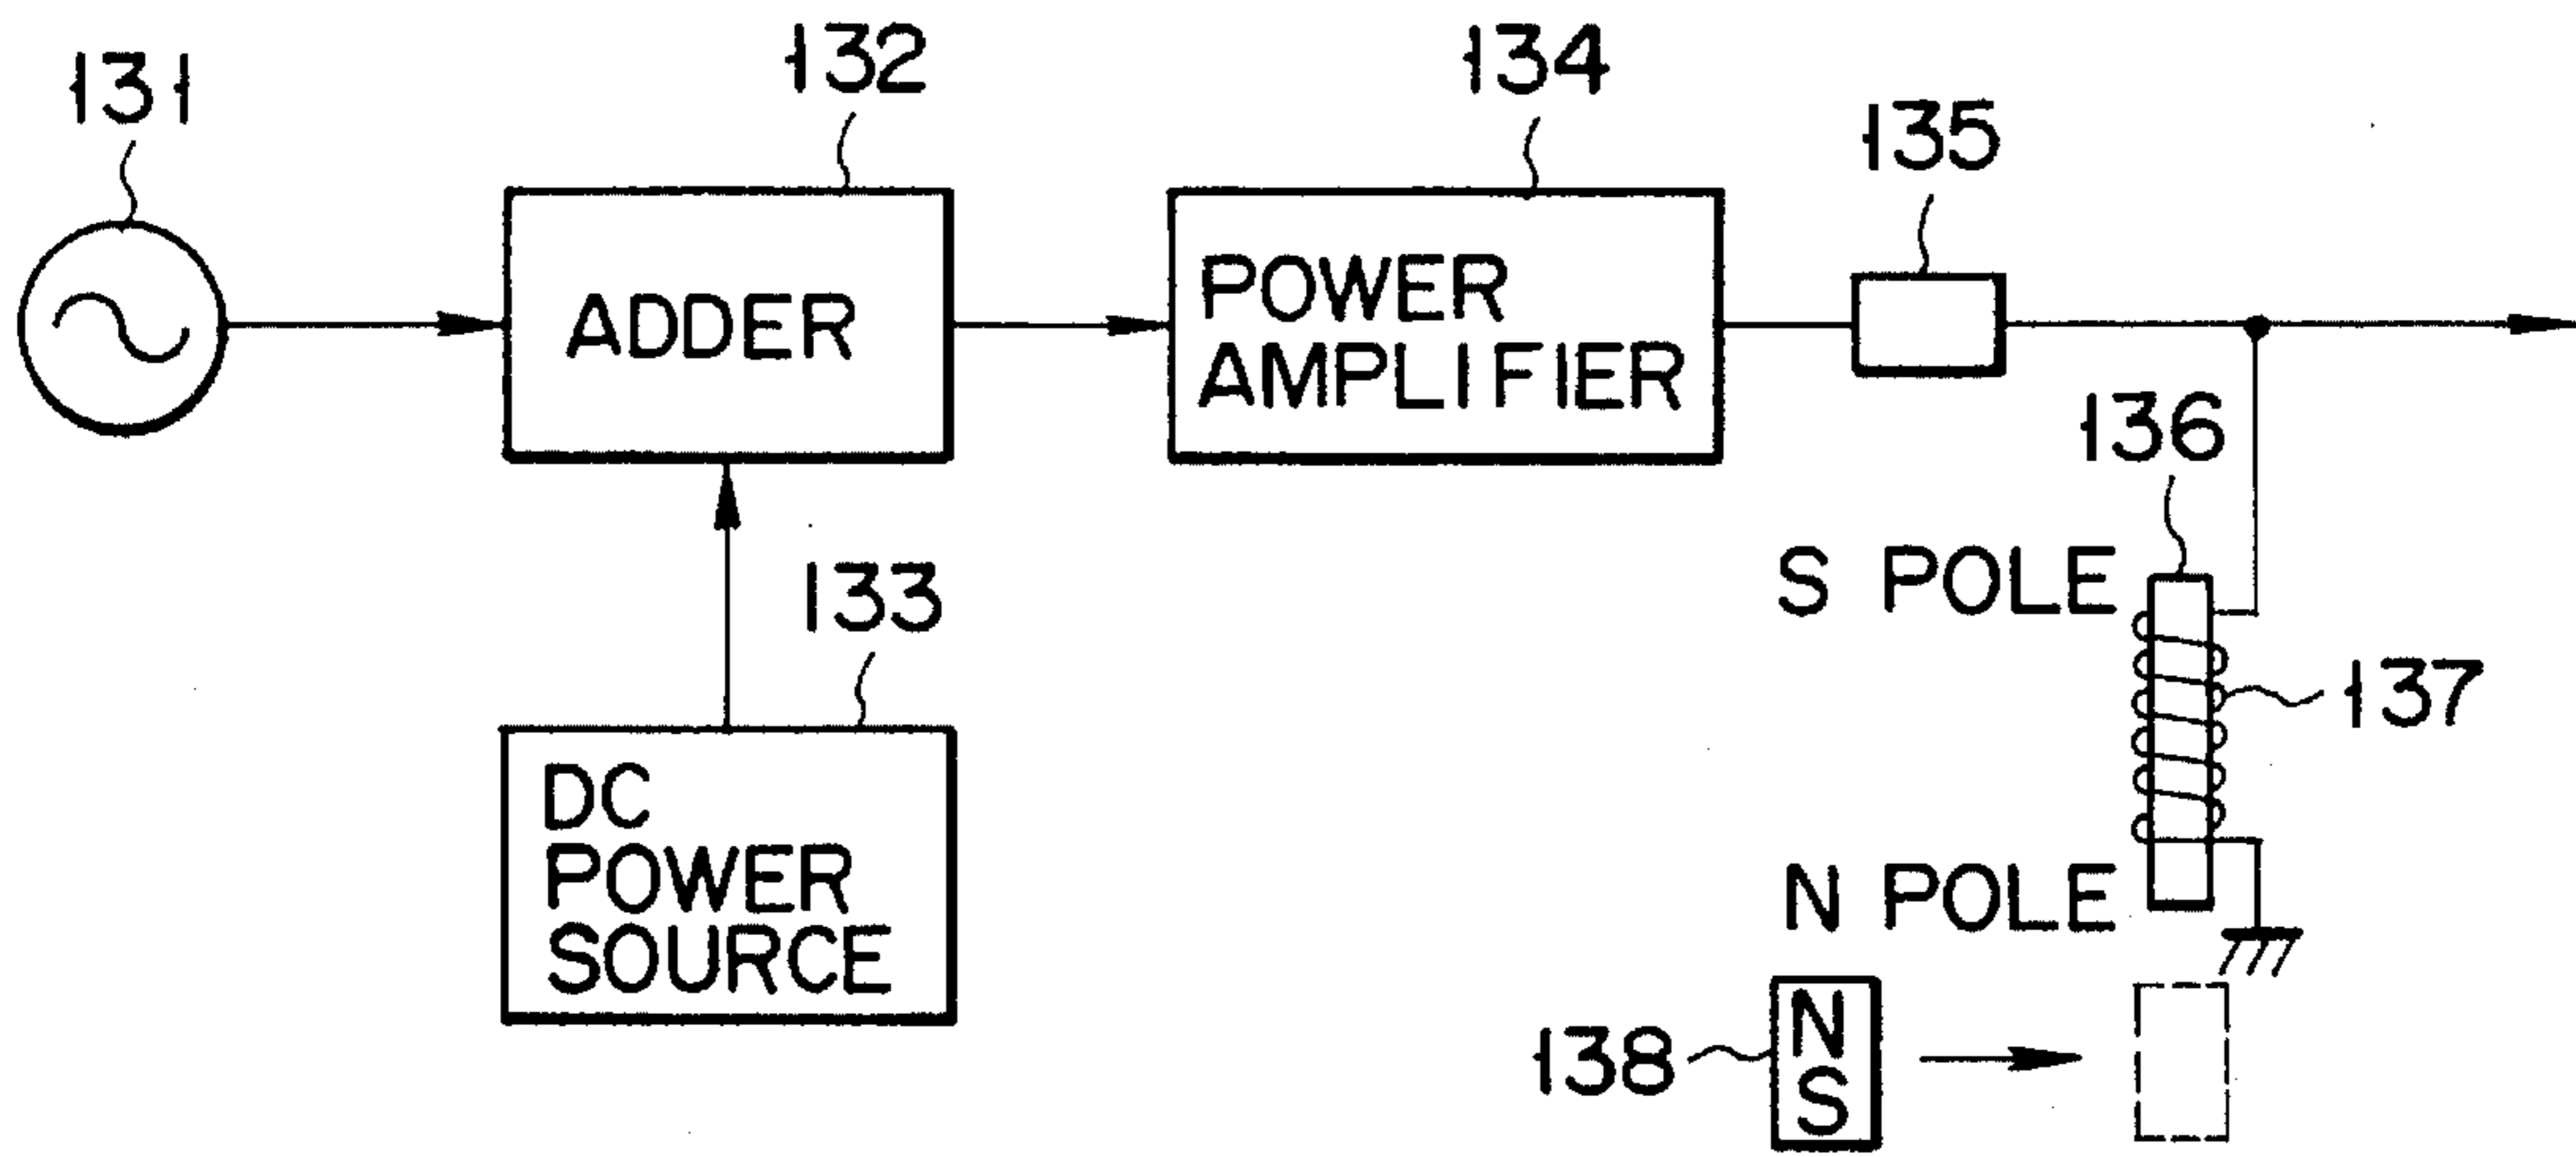 131
132
134
135
ADDER
POWER
AMPLIFIER
136
S POLE
133
137
DC
POWER
SOURCE
N POLE
138
N
S